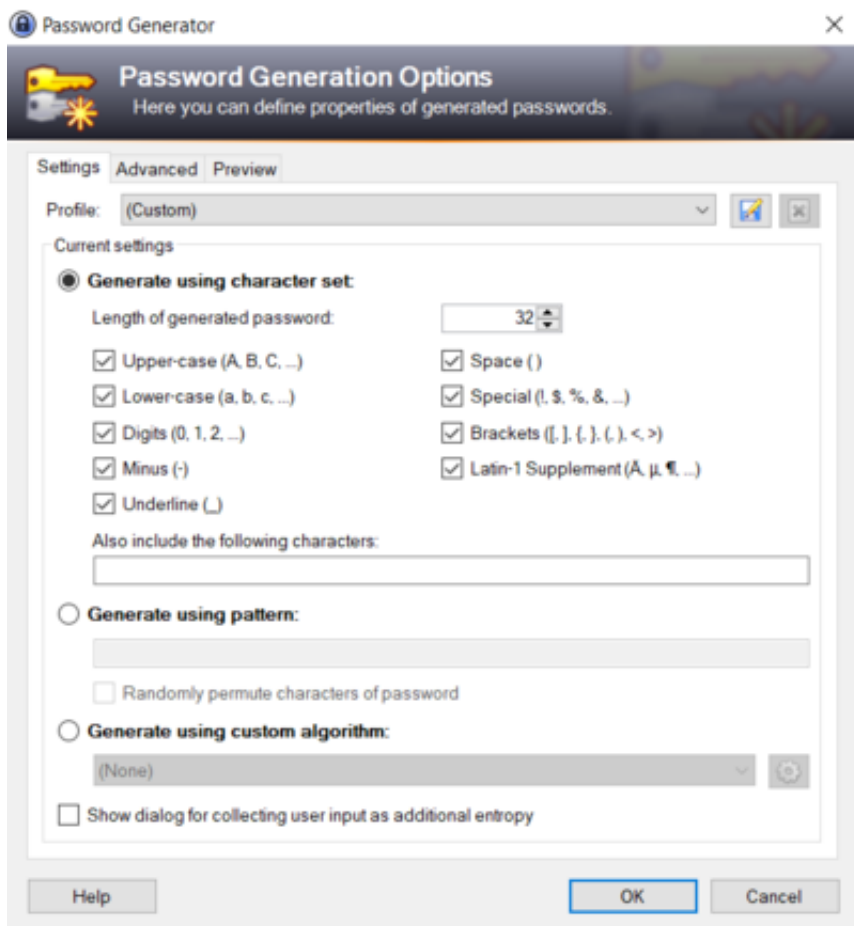 Password Generator
Password Generation Options
Here you can define properties of generated passwords.
Settings Advanced Preview
Profile: (Custom)
Current settings
Generate using character set:
Length of generated password: 32
Upper-case (A, B, C, ...) Space ( )
Lower-case (a, b, c, ...) Special (!, $, %, &, ...)
Digits (0, 1, 2, ...) Brackets ([, ], {, }, (, ), <, >)
Minus (-) Latin-1 Supplement (Ä, µ, ¶, ...)
Underline (_)
Also include the following characters:
Generate using pattern:
Randomly permute characters of password
Generate using custom algorithm:
(None)
Show dialog for collecting user input as additional entropy
Help OK Cancel